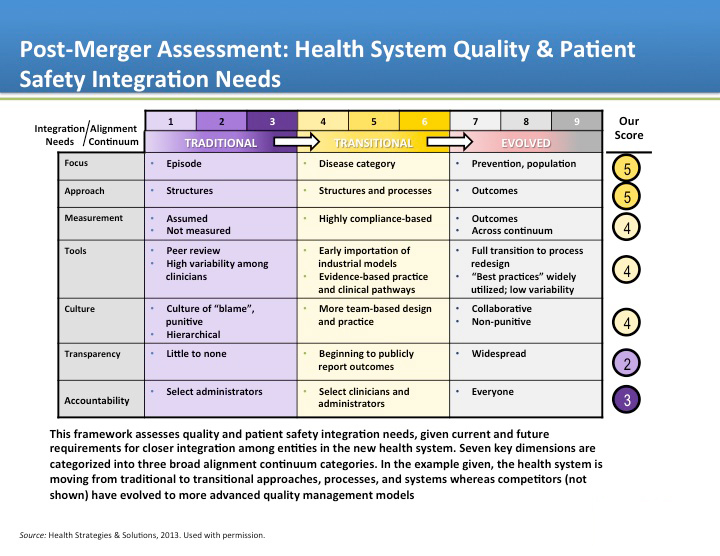 Post-Merger Assessment: Health System Quality & Patient
Safety Integration Needs
Integration/Alignment
Needs / Continuum
1 2 3 4 5 6 7 8 9
TRADITIONAL TRANSITIONAL EVOLVED
Our
Score
Focus
• Episode
• Disease category
• Prevention, population
5
Approach
• Structures
• Structures and processes
• Outcomes
5
Measurement
• Assumed
• Not measured
• Highly compliance-based
• Outcomes
• Across continuum
4
Tools
• Peer review
• High variability among
clinicians
• Early importation of
industrial models
• Evidence-based practice
and clinical pathways
• Full transition to process
redesign
• “Best practices” widely
utilized; low variability
4
Culture
• Culture of “blame”,
punitive
• Hierarchical
• More team-based design
and practice
• Collaborative
• Non-punitive
4
Transparency
• Little to none
• Beginning to publicly
report outcomes
• Widespread
2
Accountability
• Select administrators
• Select clinicians and
administrators
• Everyone
3
This framework assesses quality and patient safety integration needs, given current and future
requirements for closer integration among entities in the new health system. Seven key dimensions are
categorized into three broad alignment continuum categories. In the example given, the health system is
moving from traditional to transitional approaches, processes, and systems whereas competitors (not
shown) have evolved to more advanced quality management models
Source: Health Strategies & Solutions, 2013. Used with permission.